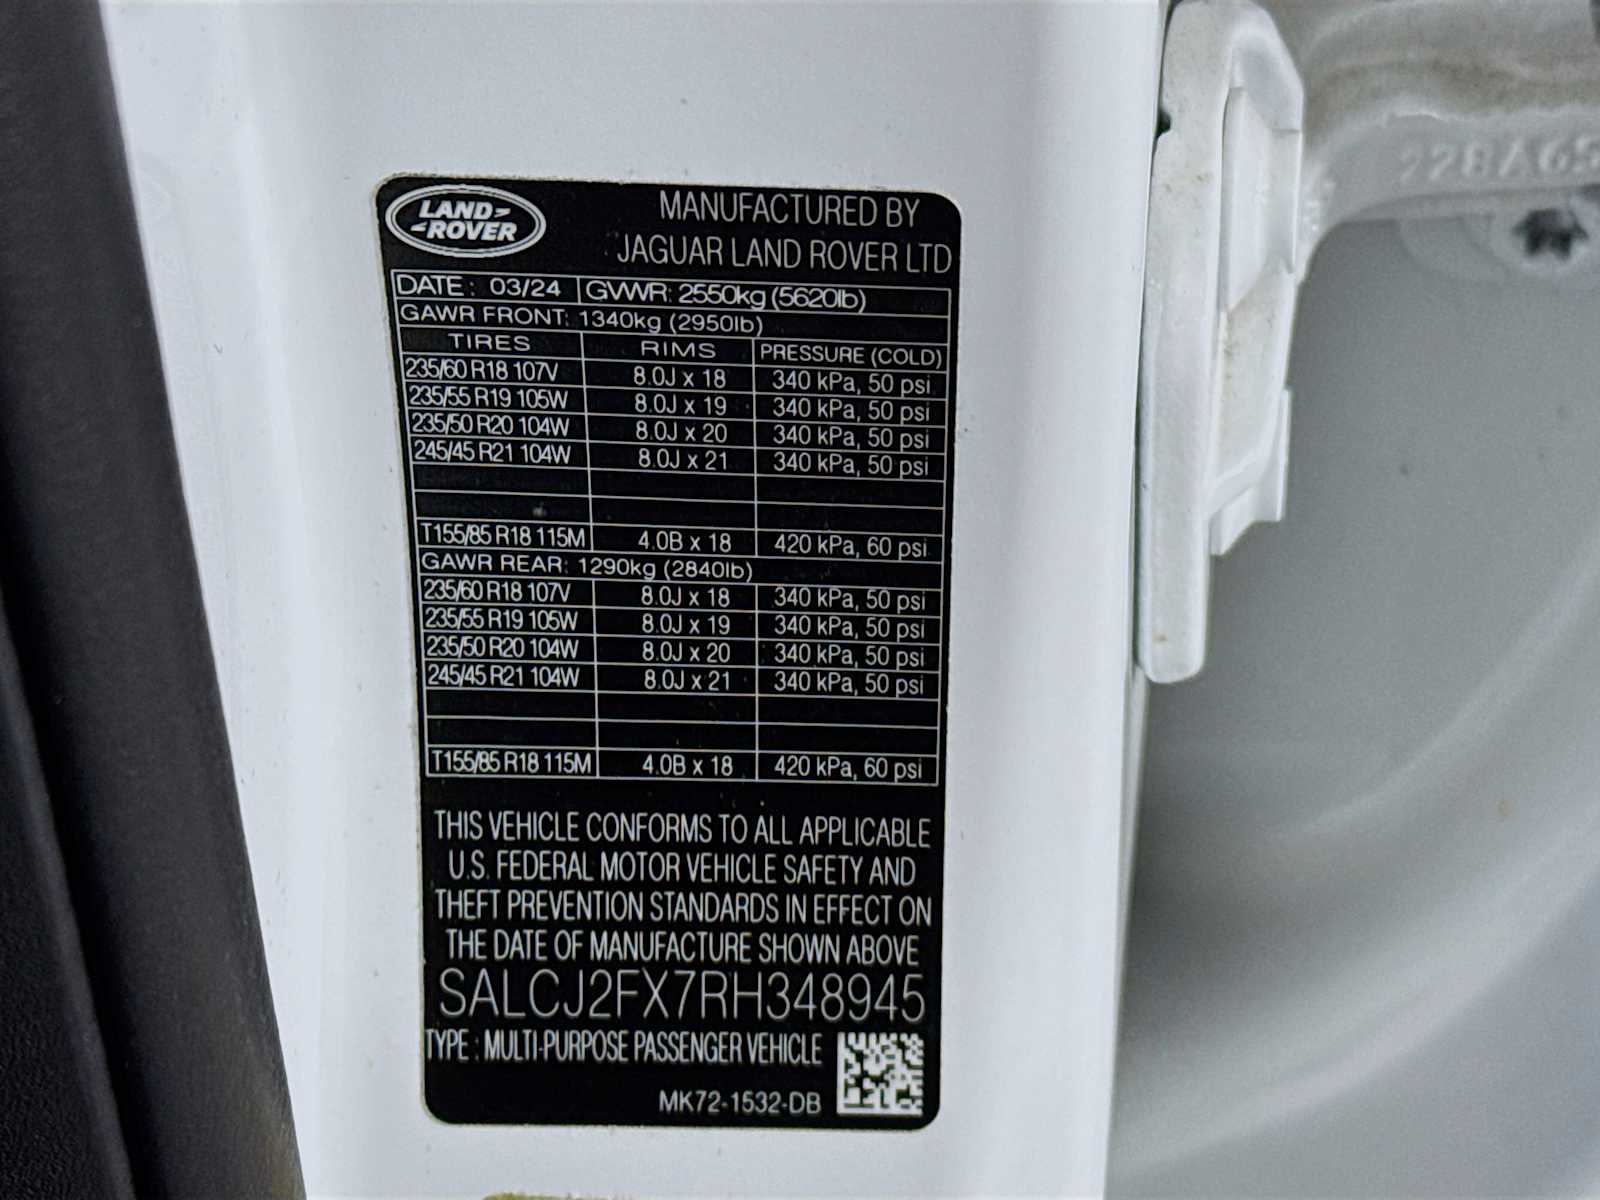 228A6S
LAND
ROVER
MANUFACTURED BY
JAGUAR LAND ROVER LTD
DATE : 03/24 GVWR: 2550kg (5620lb)
GAWR FRONT: 1340kg (2950lb)
TIRES RIMS PRESSURE (COLD)
235/60 R18 107V 8.0J x 18 340 kPa, 50 psi
235/55 R19 105W 8.0J x 19 340 kPa, 50 psi
235/50 R20 104W 8.0J x 20 340 kPa, 50 psi
245/45 R21 104W 8.0J x 21 340 kPa, 50 psi
T155/85 R18 115M 4.0B x 18 420 kPa, 60 psi
GAWR REAR: 1290kg (2840lb)
235/60 R18 107V 8.0J x 18 340 kPa, 50 psi
235/55 R19 105W 8.0J x 19 340 kPa, 50 psi
235/50 R20 104W 8.0J x 20 340 kPa, 50 psi
245/45 R21 104W 8.0J x 21 340 kPa, 50 psi
T155/85 R18 115M 4.0B x 18 420 kPa, 60 psi
THIS VEHICLE CONFORMS TO ALL APPLICABLE
U.S. FEDERAL MOTOR VEHICLE SAFETY AND
THEFT PREVENTION STANDARDS IN EFFECT ON
THE DATE OF MANUFACTURE SHOWN ABOVE
SALCJ2FX7RH348945
TYPE : MULTI-PURPOSE PASSENGER VEHICLE
MK72-1532-DB